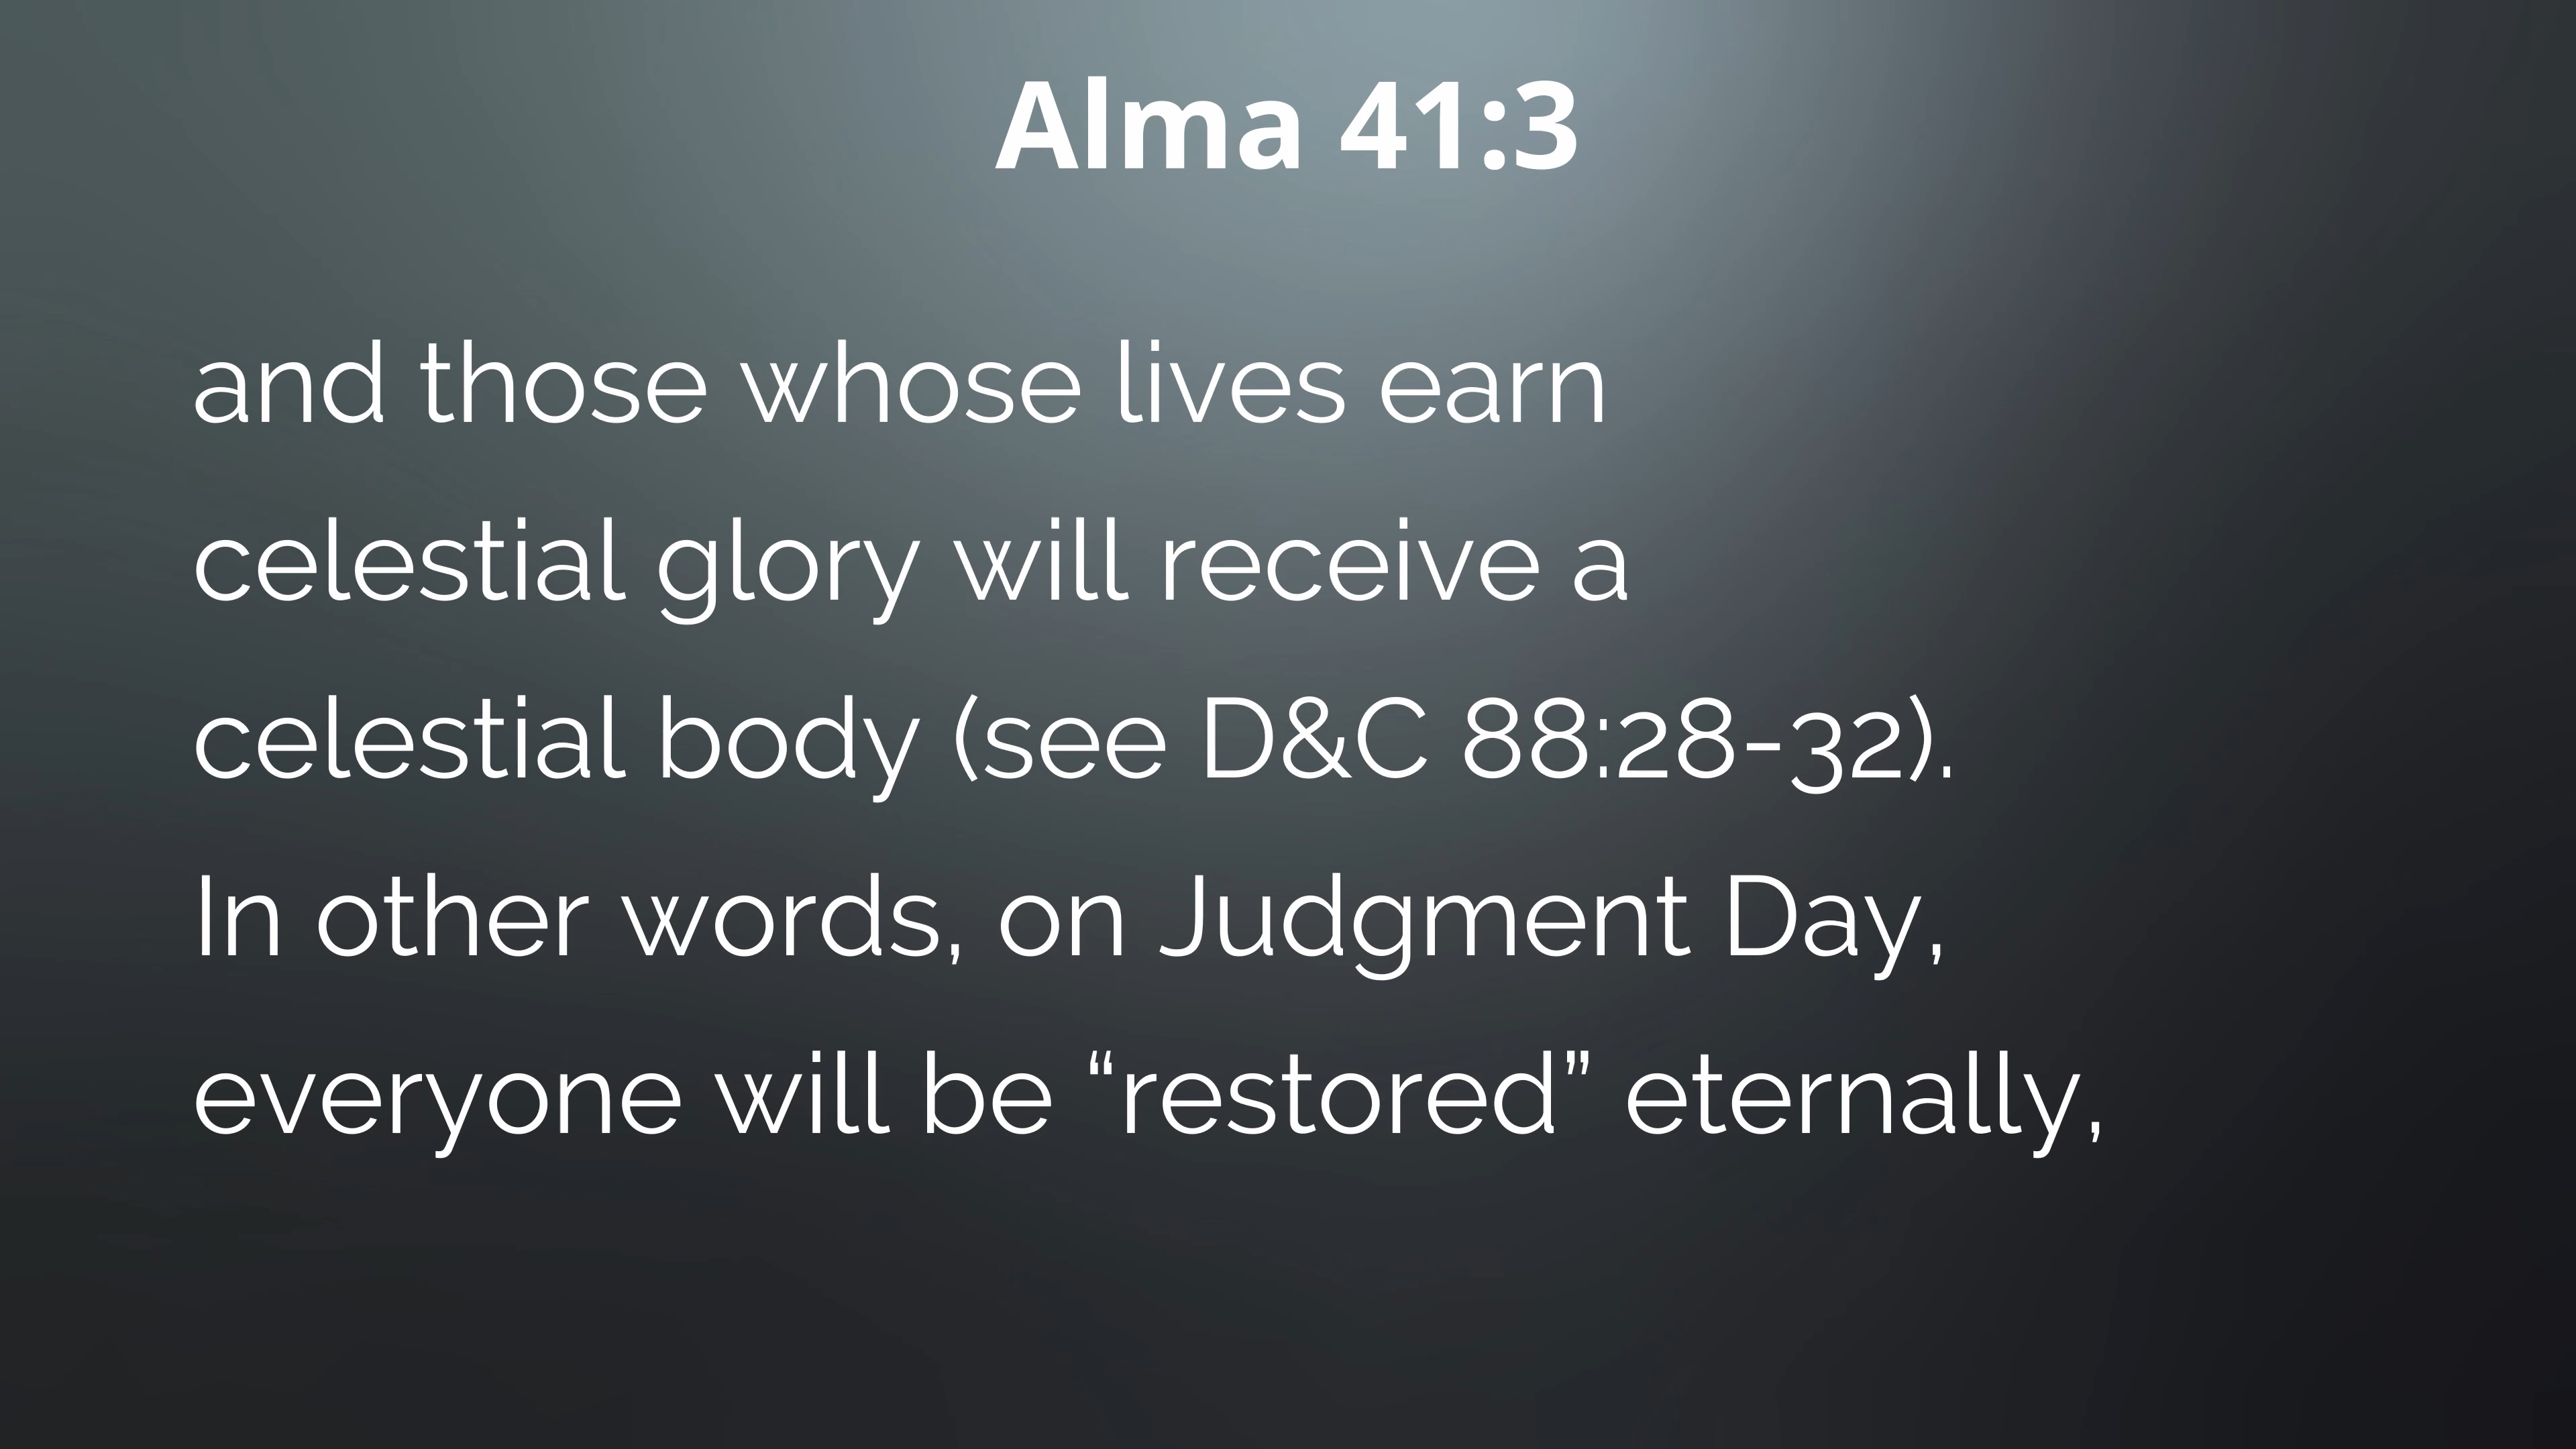 Alma 41:3
and those whose lives earn
celestial glory will receive a
celestial body (see D&C 88:28-32).
In other words, on Judgment Day,
everyone will be “restored” eternally,